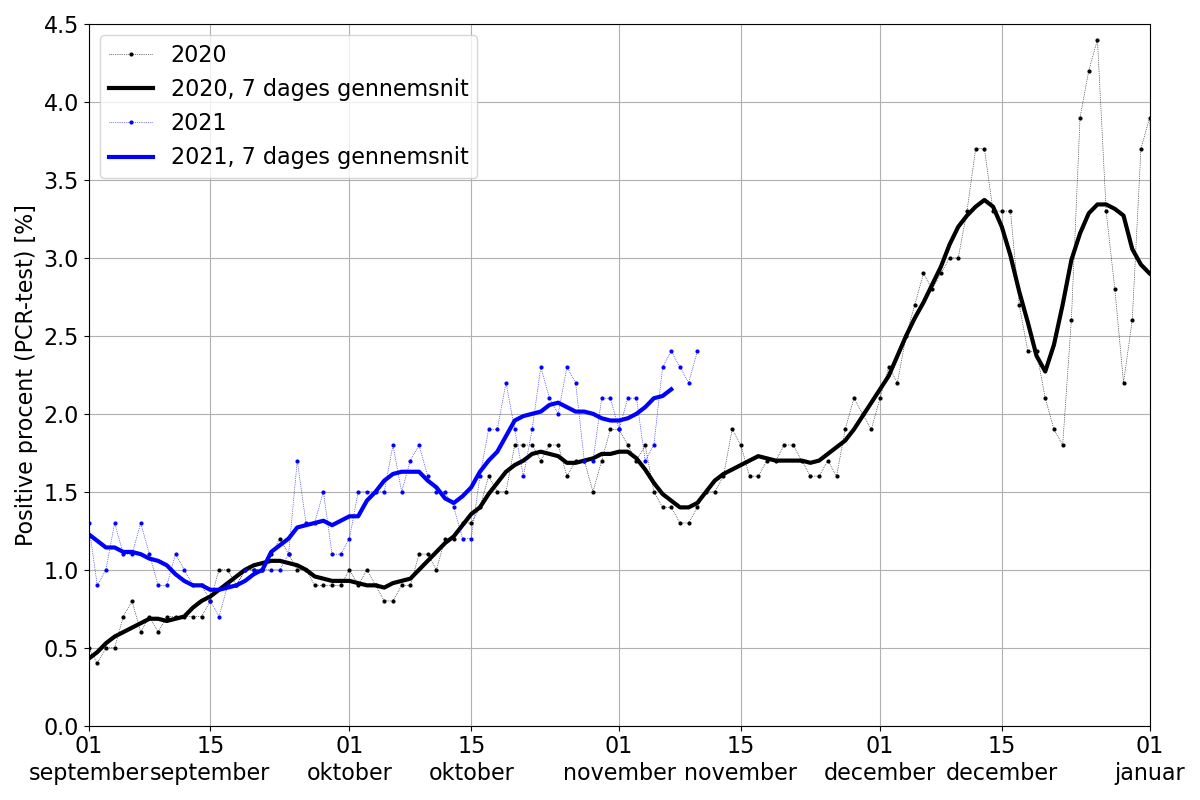 4.5
4.0
3.5
3.0
2.5
2.0
1.5
1.0
0.5
0.0
Positive procent (PCR-test) [%]
2020
2020, 7 dages gennemsnit
2021
2021, 7 dages gennemsnit
01 15 01 15 01 15 01 15 01
september september oktober oktober november november december december januar